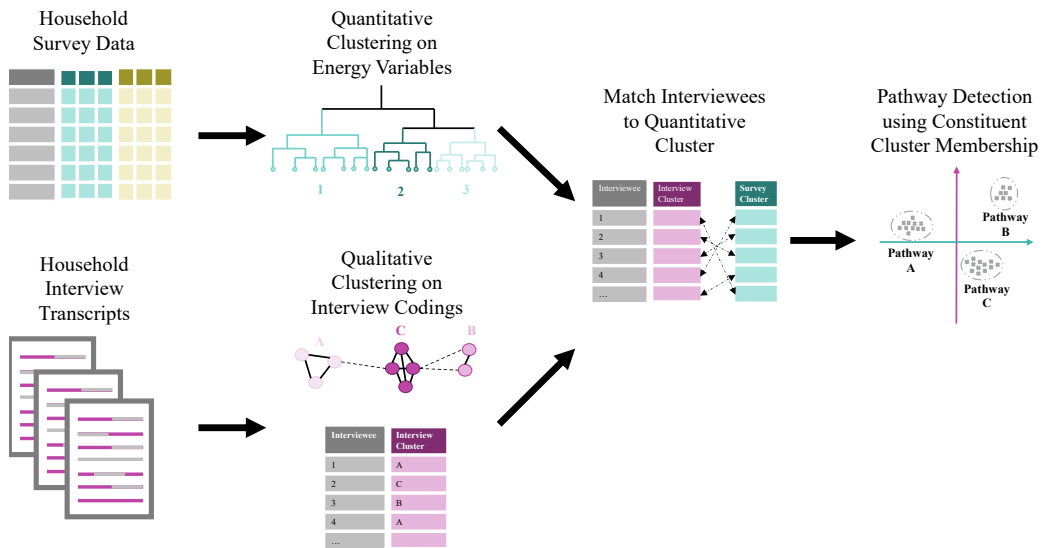 Household
Survey Data
Quantitative
Clustering on
Energy Variables
1
2
3
Household
Interview
Transcripts
Qualitative
Clustering on
Interview Codings
A
C
B
Interviewee
Interview
Cluster
1
A
2
C
3
B
4
A
...
Match Interviewees
to Quantitative
Cluster
Interviewee
Interview
Cluster
Survey
Cluster
1
2
3
4
...
Pathway Detection
using Constituent
Cluster Membership
Pathway
A
Pathway
B
Pathway
C